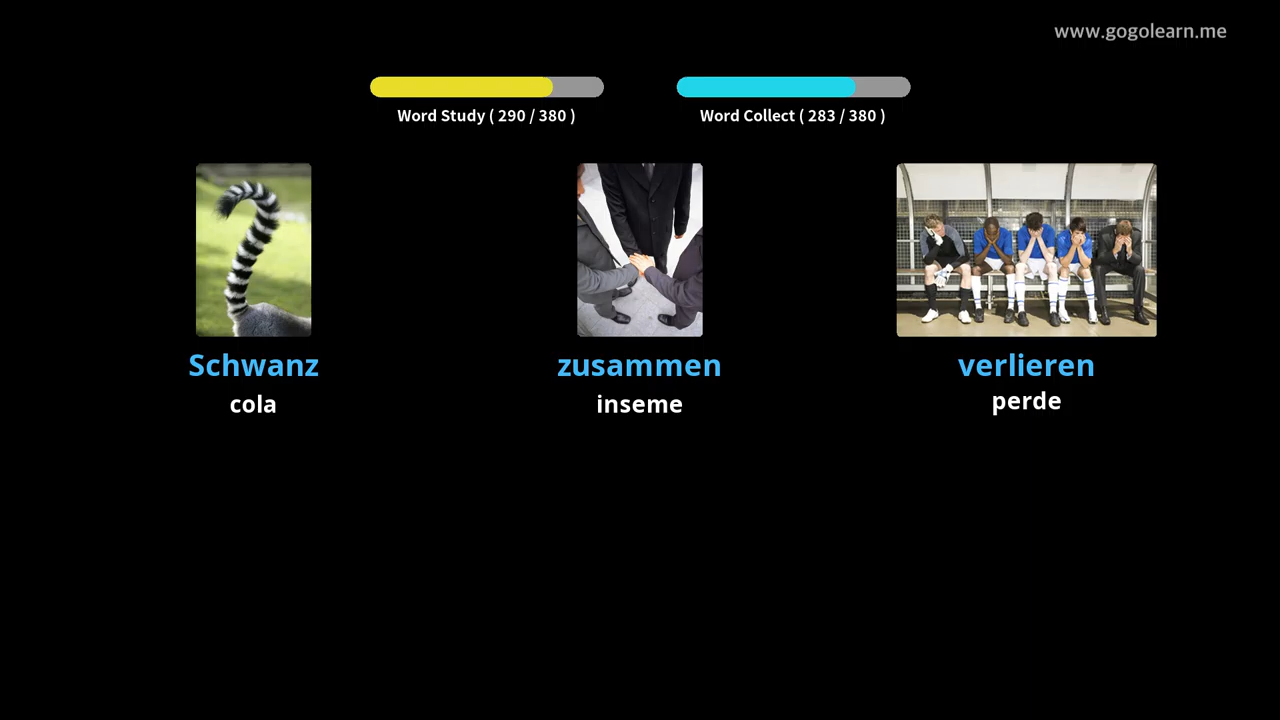 www.gogolearn.me
Word Study ( 290 / 380 )
Word Collect ( 283 / 380 )
Schwanz
cola
zusammen
inseme
verlieren
perde